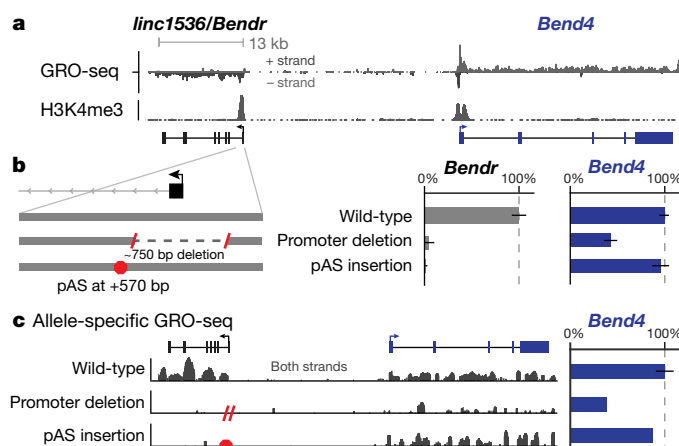 a
linc1536/Bendr
Bend4
13 kb
GRO-seq
+ strand
− strand
H3K4me3
b
~750 bp deletion
pAS at +570 bp
Bendr
Bend4
0% 100%
0% 100%
Wild-type
Promoter deletion
pAS insertion
c Allele-specific GRO-seq
Bend4
0% 100%
Wild-type
Both strands
Promoter deletion
pAS insertion